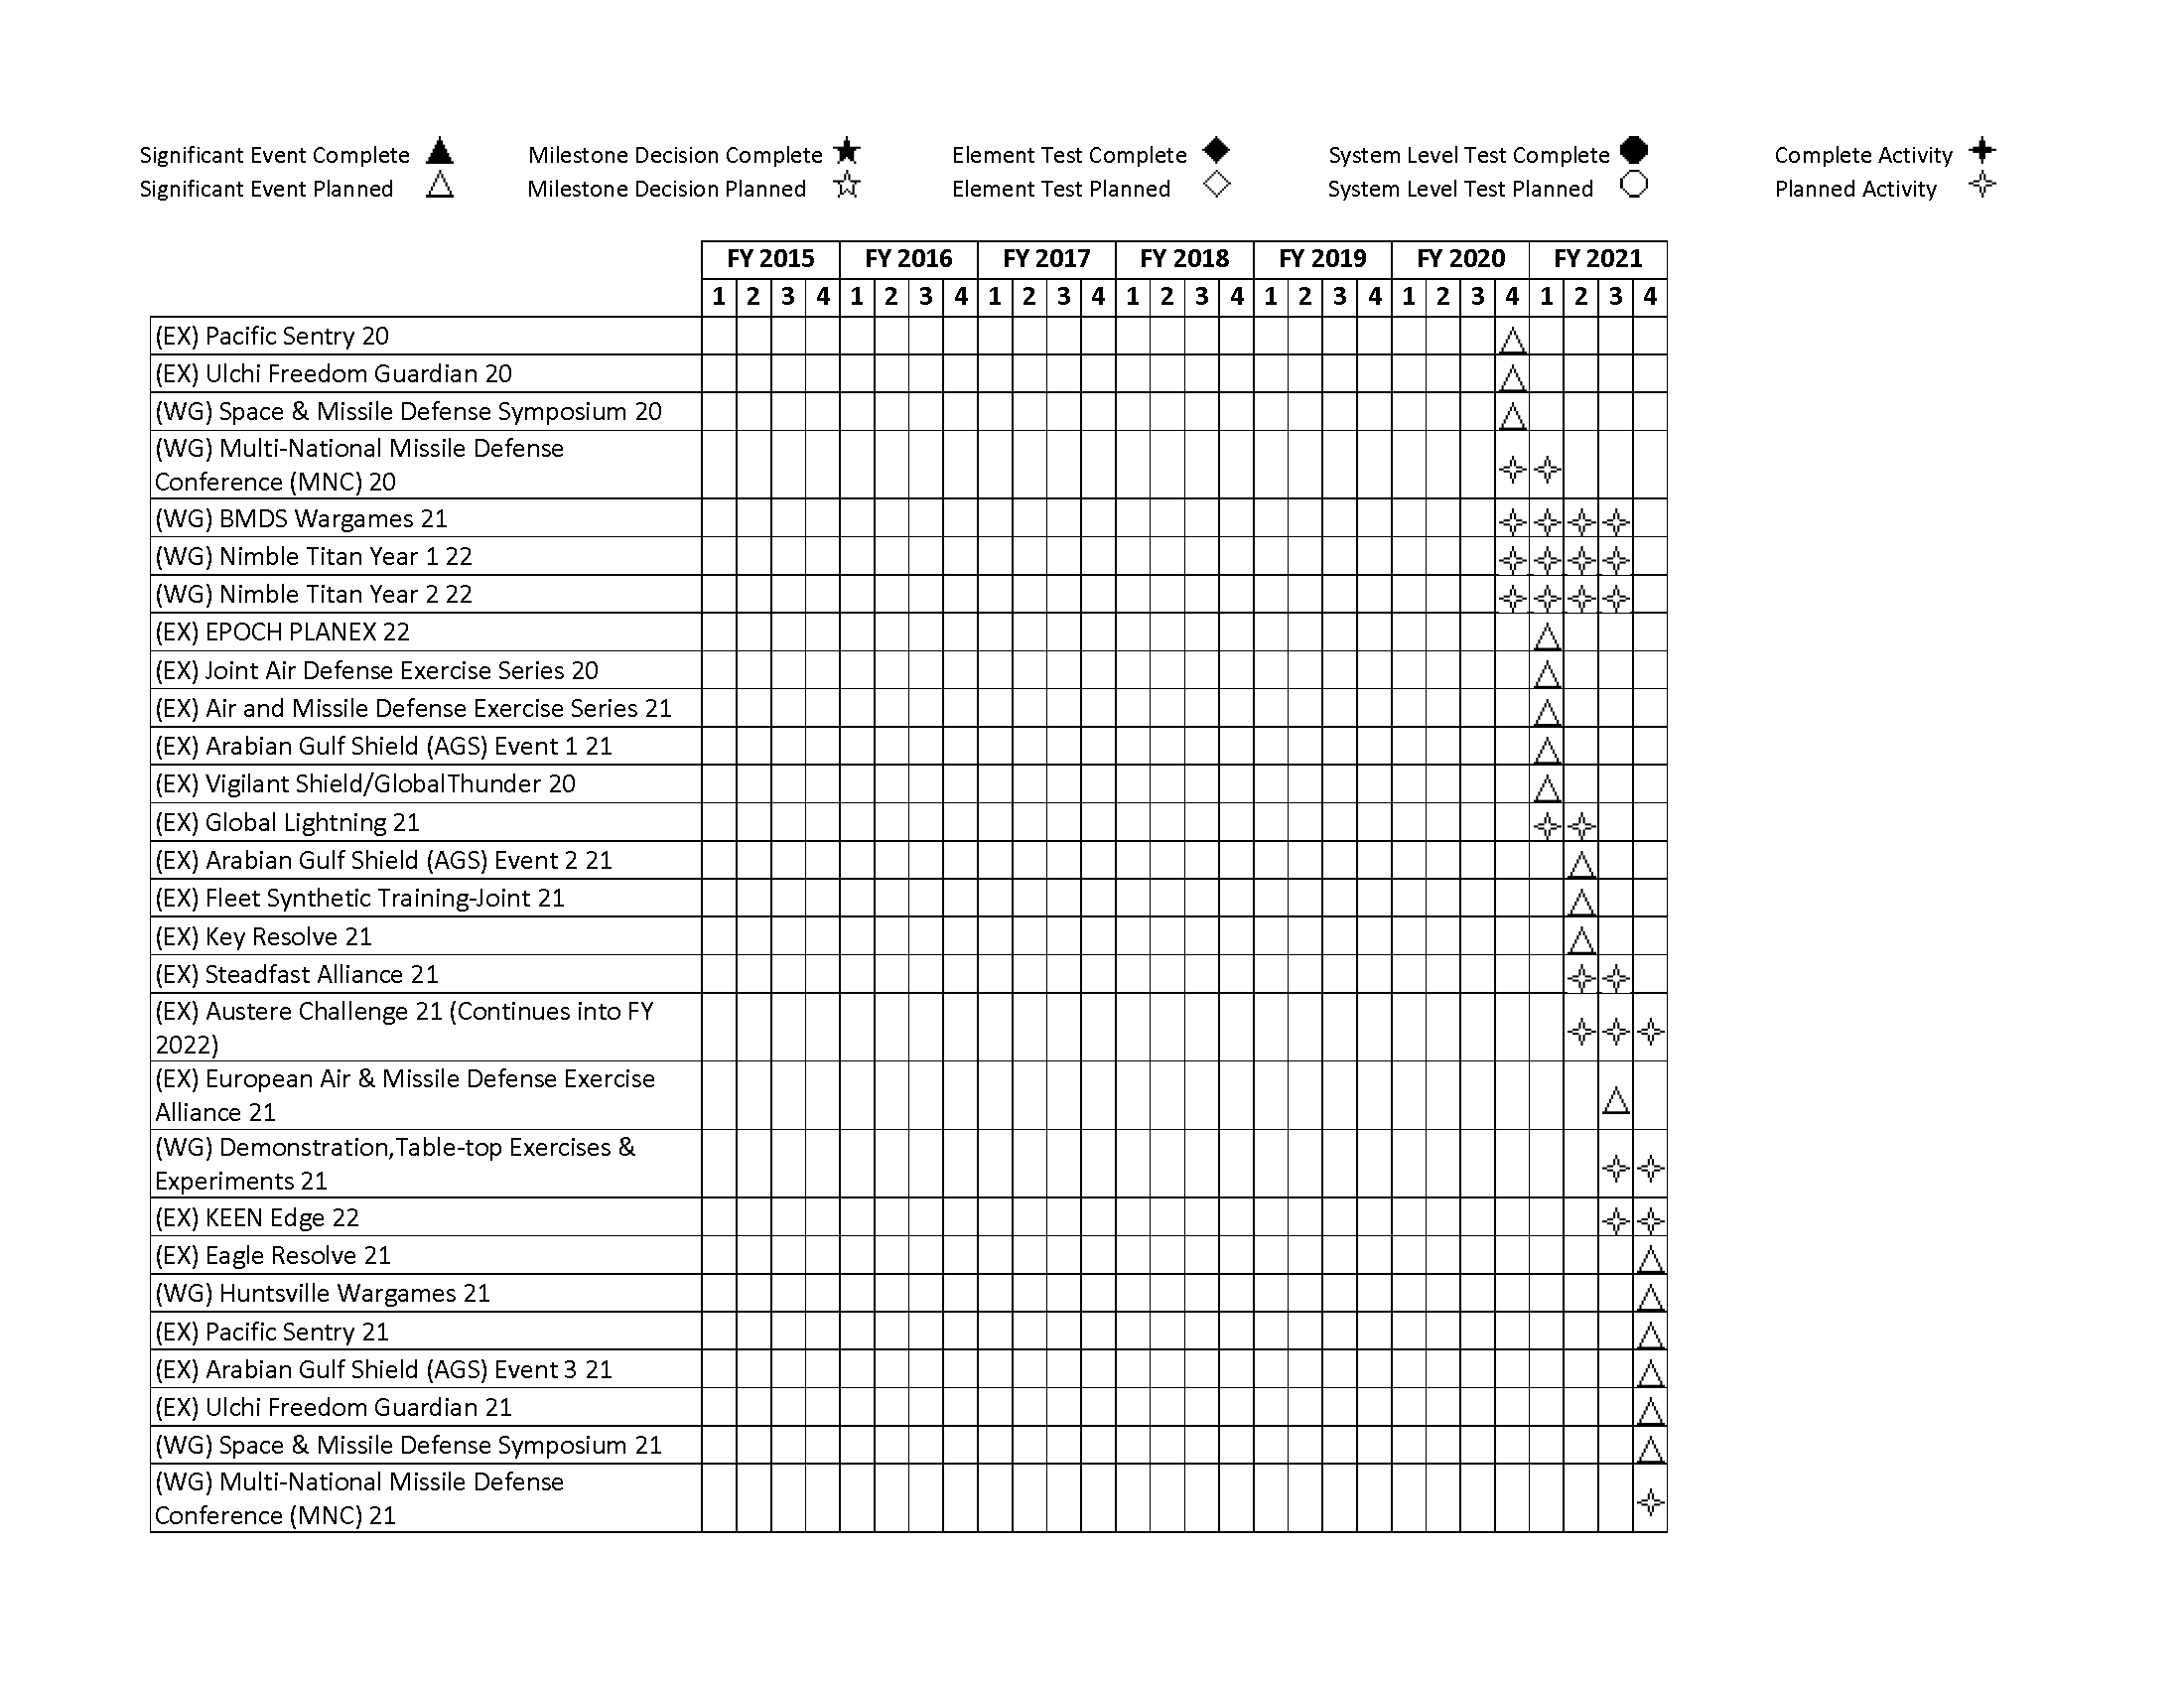 Significant Event Complete Milestone Decision Complete Element Test Complete System Level Test Complete Complete Activity
Significant Event Planned Milestone Decision Planned Element Test Planned System Level Test Planned Planned Activity
FY 2015 FY 2016 FY 2017 FY 2018 FY 2019 FY 2020 FY 2021
1 2 3 4 1 2 3 4 1 2 3 4 1 2 3 4 1 2 3 4 1 2 3 4 1 2 3 4
(EX) Pacific Sentry 20
(EX) Ulchi Freedom Guardian 20
(WG) Space & Missile Defense Symposium 20
(WG) Multi-National Missile Defense
Conference (MNC) 20
(WG) BMDS Wargames 21
(WG) Nimble Titan Year 1 22
(WG) Nimble Titan Year 2 22
(EX) EPOCH PLANEX 22
(EX) Joint Air Defense Exercise Series 20
(EX) Air and Missile Defense Exercise Series 21
(EX) Arabian Gulf Shield (AGS) Event 1 21
(EX) Vigilant Shield/GlobalThunder 20
(EX) Global Lightning 21
(EX) Arabian Gulf Shield (AGS) Event 2 21
(EX) Fleet Synthetic Training-Joint 21
(EX) Key Resolve 21
(EX) Steadfast Alliance 21
(EX) Austere Challenge 21 (Continues into FY
2022)
(EX) European Air & Missile Defense Exercise
Alliance 21
(WG) Demonstration,Table-top Exercises &
Experiments 21
(EX) KEEN Edge 22
(EX) Eagle Resolve 21
(WG) Huntsville Wargames 21
(EX) Pacific Sentry 21
(EX) Arabian Gulf Shield (AGS) Event 3 21
(EX) Ulchi Freedom Guardian 21
(WG) Space & Missile Defense Symposium 21
(WG) Multi-National Missile Defense
Conference (MNC) 21